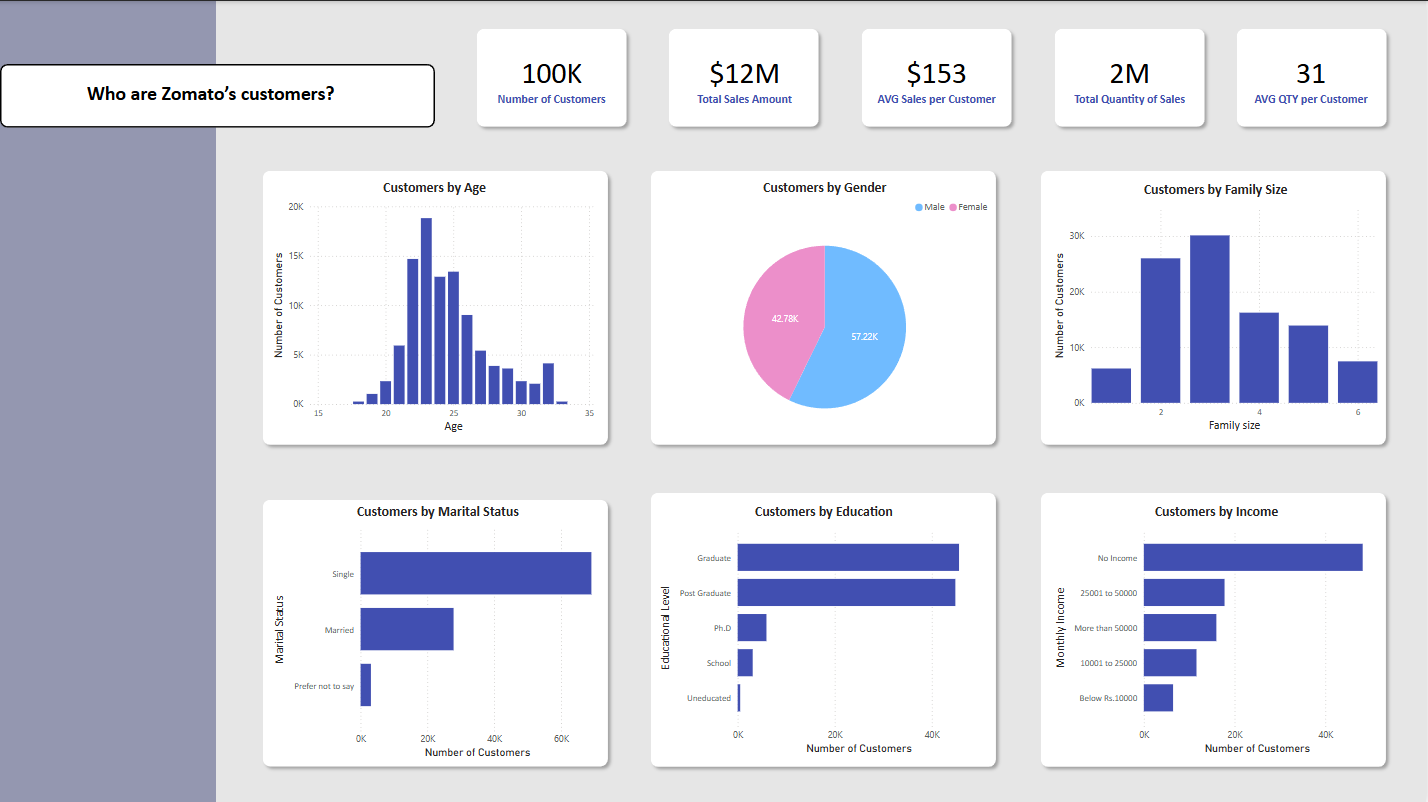 Who are Zomato’s customers?
100K
Number of Customers
$12M
Total Sales Amount
$153
AVG Sales per Customer
2M
Total Quantity of Sales
31
AVG QTY per Customer
Customers by Age
Number of Customers
20K
15K
10K
5K
0K
15 20 25 30 35
Age
Customers by Gender
Male Female
42.78K
57.22K
Customers by Family Size
Number of Customers
30K
20K
10K
0K
2 4 6
Family size
Customers by Marital Status
Marital Status
Single
Married
Prefer not to say
0K 20K 40K 60K
Number of Customers
Customers by Education
Educational Level
Graduate
Post Graduate
Ph.D
School
Uneducated
0K 20K 40K
Number of Customers
Customers by Income
Monthly Income
No Income
25001 to 50000
More than 50000
10001 to 25000
Below Rs.10000
0K 20K 40K
Number of Customers